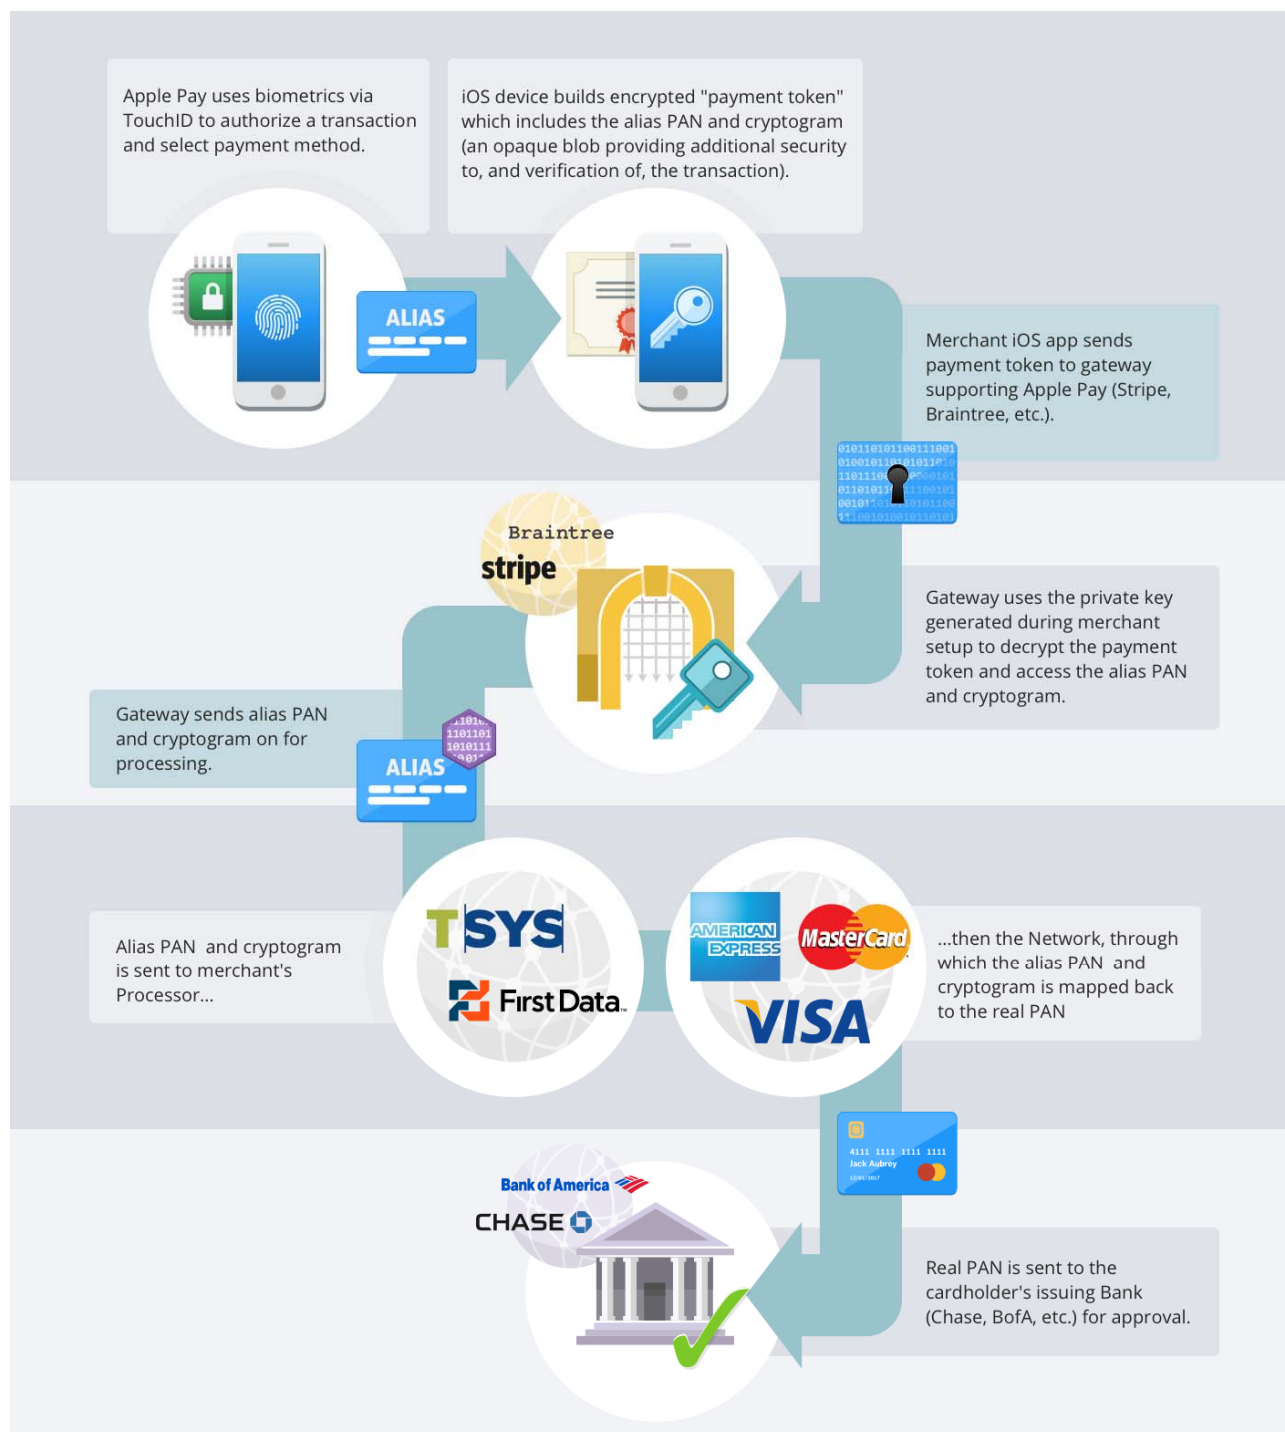 Apple Pay uses biometrics via
TouchID to authorize a transaction
and select payment method.
iOS device builds encrypted "payment token"
which includes the alias PAN and cryptogram
(an opaque blob providing additional security
to, and verification of, the transaction).
ALIAS
Merchant iOS app sends
payment token to gateway
supporting Apple Pay (Stripe,
Braintree, etc.).
Braintree
stripe
Gateway uses the private key
generated during merchant
setup to decrypt the payment
token and access the alias PAN
and cryptogram.
Gateway sends alias PAN
and cryptogram on for
processing.
1101101
1010111
ALIAS
Alias PAN and cryptogram
is sent to merchant's
Processor...
TSYS
First Data
AMERICAN
EXPRESS
MasterCard
VISA
...then the Network, through
which the alias PAN and
cryptogram is mapped back
to the real PAN
4111 1111 1111 1111
Jack Aubrey
12/01/2017
Bank of America
CHASE
Real PAN is sent to the
cardholder's issuing Bank
(Chase, BofA, etc.) for approval.